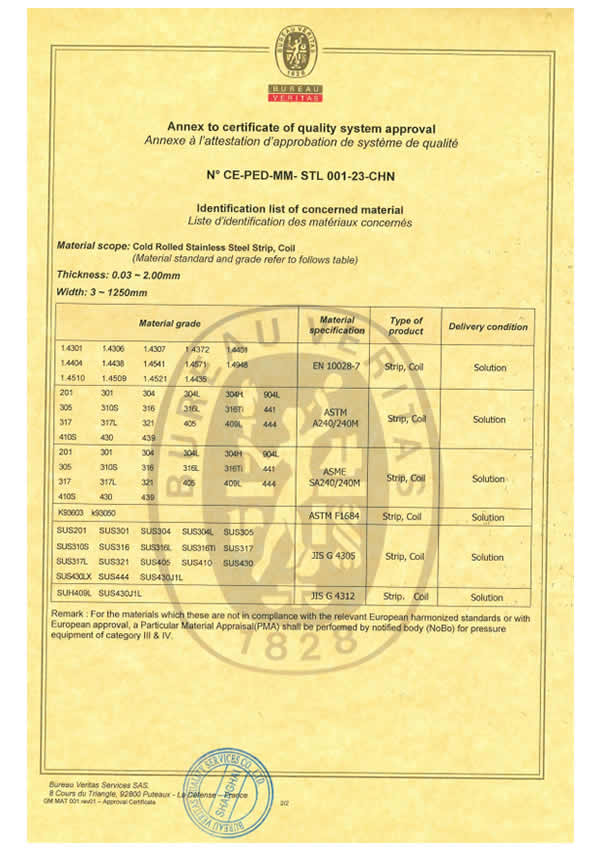 BUREAU VERITAS
1828
BUREAU
VERITAS
Annex to certificate of quality system approval
Annexe à l'attestation d'approbation de système de qualité
N° CE-PED-MM- STL 001-23-CHN
Identification list of concerned material
Liste d'identification des matériaux concernés
Material scope: Cold Rolled Stainless Steel Strip, Coil
(Material standard and grade refer to follows table)
Thickness: 0.03 ~ 2.00mm
Width: 3 ~ 1250mm
Material grade Material specification Type of product Delivery condition
1.4301 1.4306 1.4307 1.4372 1.4401
1.4404 1.4438 1.4541 1.4571 1.4948 EN 10028-7 Strip, Coil Solution
1.4510 1.4509 1.4521 1.4435
201 301 304 304L 304H 904L
305 310S 316 316L 316Ti 441 ASTM
317 317L 321 405 409L 444 A240/240M Strip, Coil Solution
410S 430 439
201 301 304 304L 304H 904L
305 310S 316 316L 316Ti 441 ASME
317 317L 321 405 409L 444 SA240/240M Strip, Coil Solution
410S 430 439
K93603 k93050 ASTM F1684 Strip, Coil Solution
SUS201 SUS301 SUS304 SUS304L SUS305
SUS310S SUS316 SUS316L SUS316Ti SUS317 JIS G 4305 Strip, Coil Solution
SUS317L SUS321 SUS405 SUS410 SUS430
SUS430LX SUS444 SUS430J1L
SUH409L SUS430J1L JIS G 4312 Strip. Coil Solution
Remark : For the materials which these are not in compliance with the relevant European harmonized standards or with
European approval, a Particular Material Appraisal(PMA) shall be performed by notified body (NoBo) for pressure
equipment of category III & IV.
BUREAU VERITAS
1828
Bureau Veritas Services SAS.
8 Cours du Triangle, 92800 Puteaux - La Défense – France
GM MAT 001 rev01 – Approval Certificate
2/2
BUREAU VERITAS QUALITY SERVICES CO. LTD
SHANGHAI